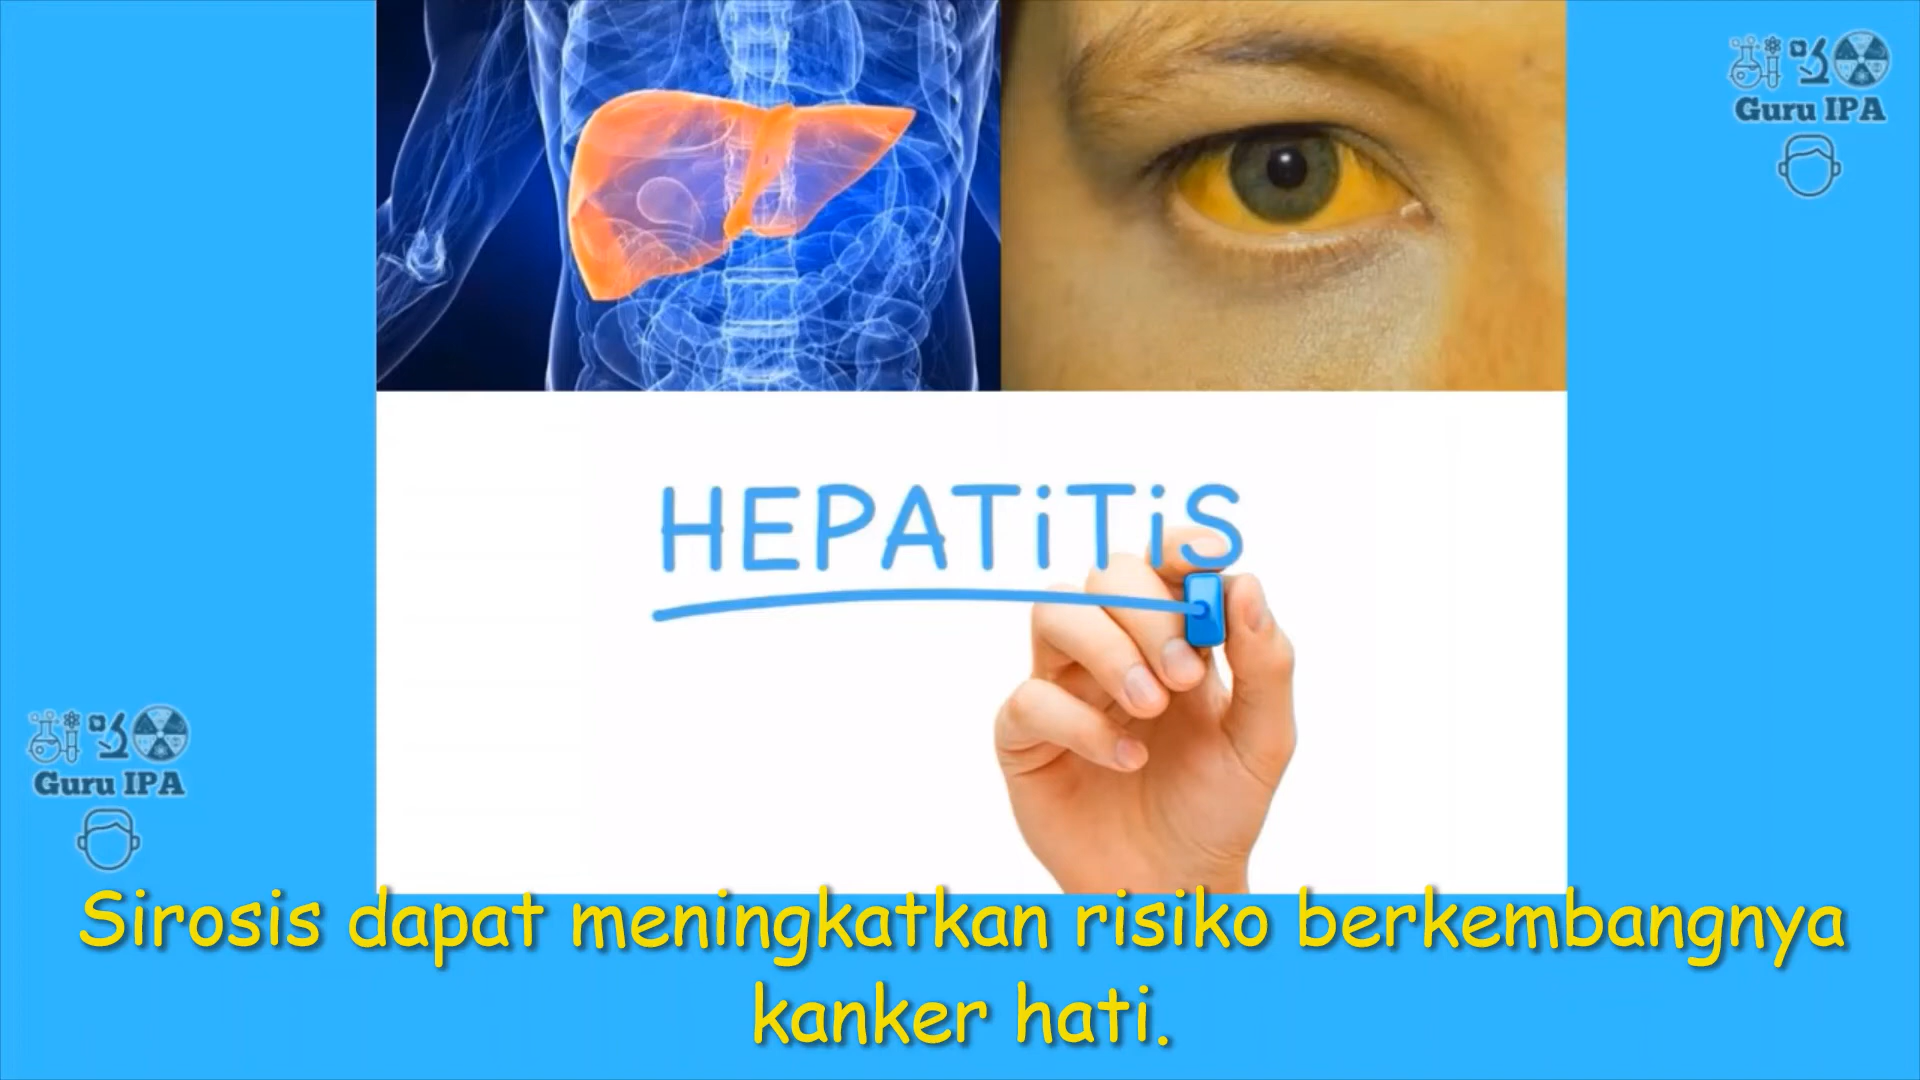 Guru IPA
HEPATiTiS
Guru IPA
Sirosis dapat meningkatkan risiko berkembangnya
kanker hati.